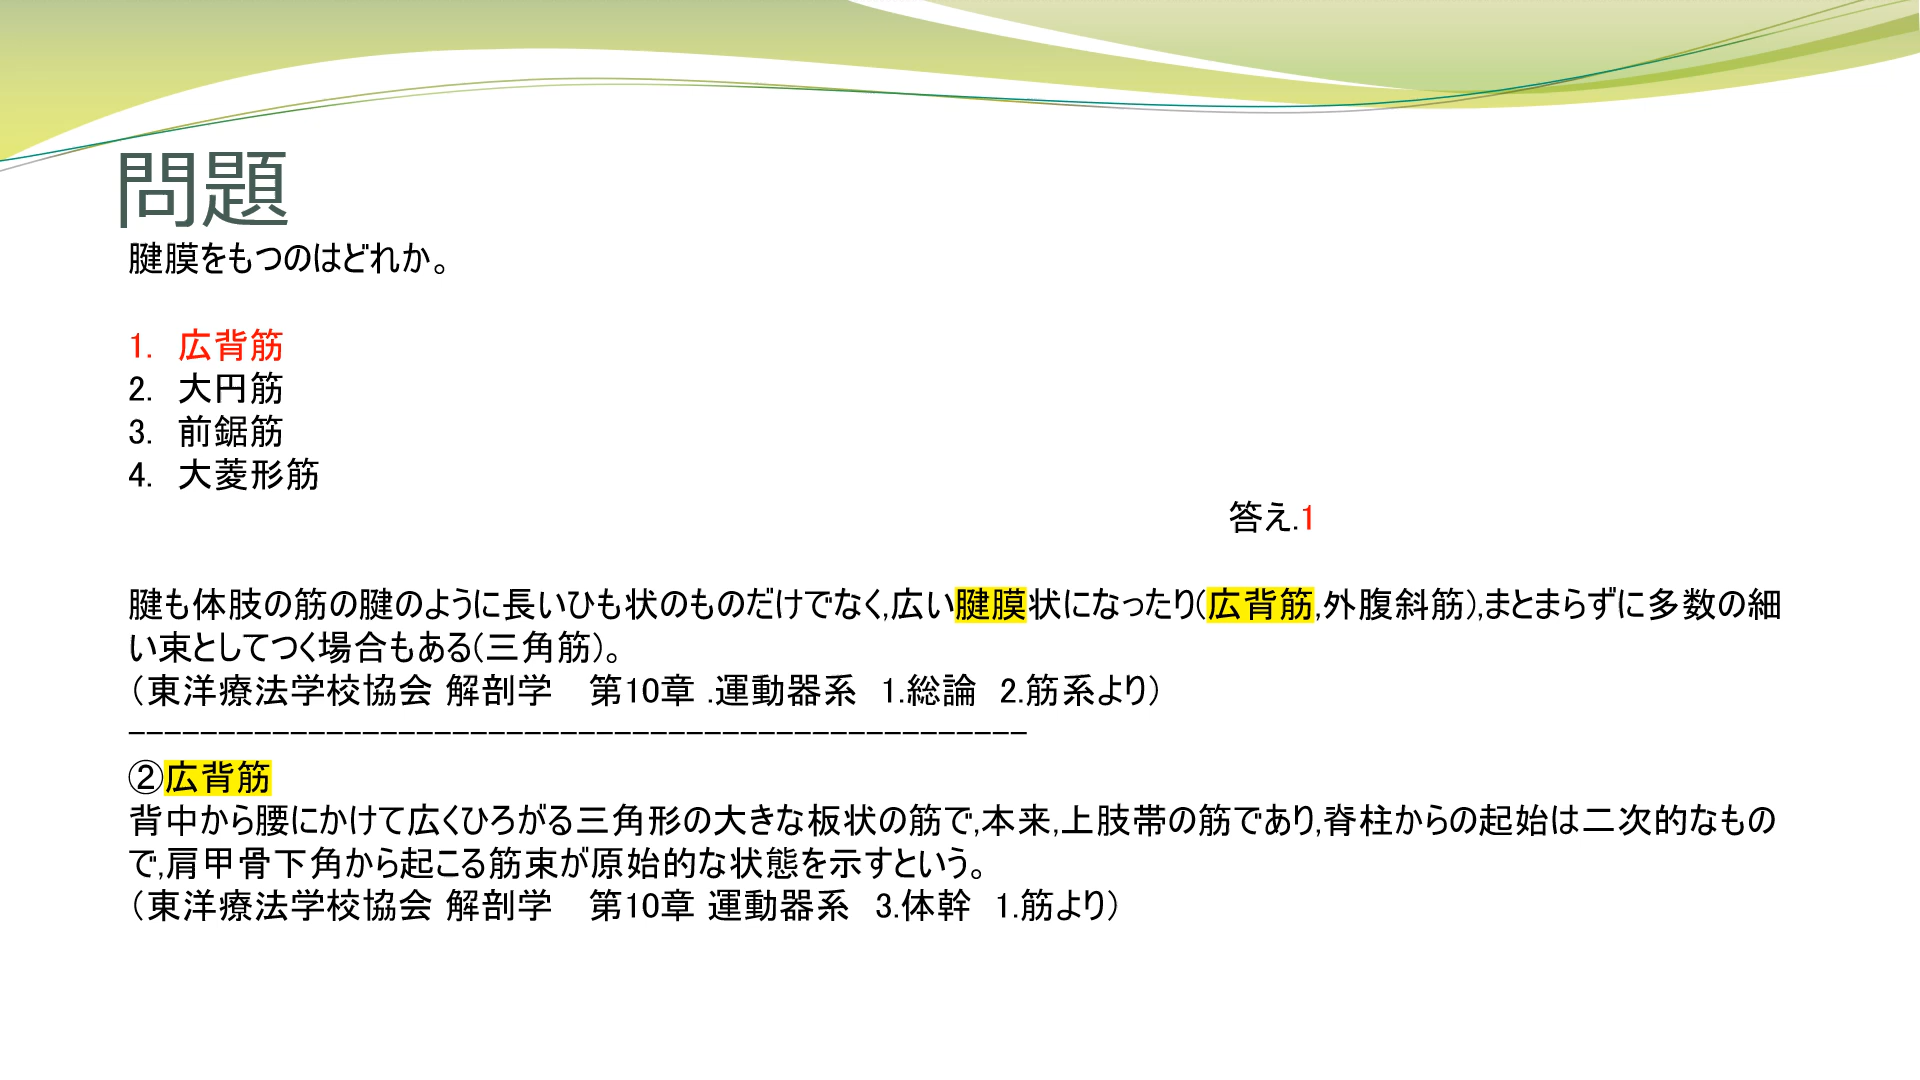 問題
腱膜をもつのはどれか。
1. 広背筋
2. 大円筋
3. 前鋸筋
4. 大菱形筋
答え.1
腱も体肢の筋の腱のように長いひも状のものだけでなく,広い腱膜状になったり(広背筋,外腹斜筋),まとまらずに多数の細
い束としてつく場合もある(三角筋)。
（東洋療法学校協会 解剖学　第10章 .運動器系　1.総論　2.筋系より）
--------------------------------------------------
②広背筋
背中から腰にかけて広くひろがる三角形の大きな板状の筋で,本来,上肢帯の筋であり,脊柱からの起始は二次的なもの
で,肩甲骨下角から起こる筋束が原始的な状態を示すという。
（東洋療法学校協会 解剖学　第10章 運動器系　3.体幹　1.筋より）